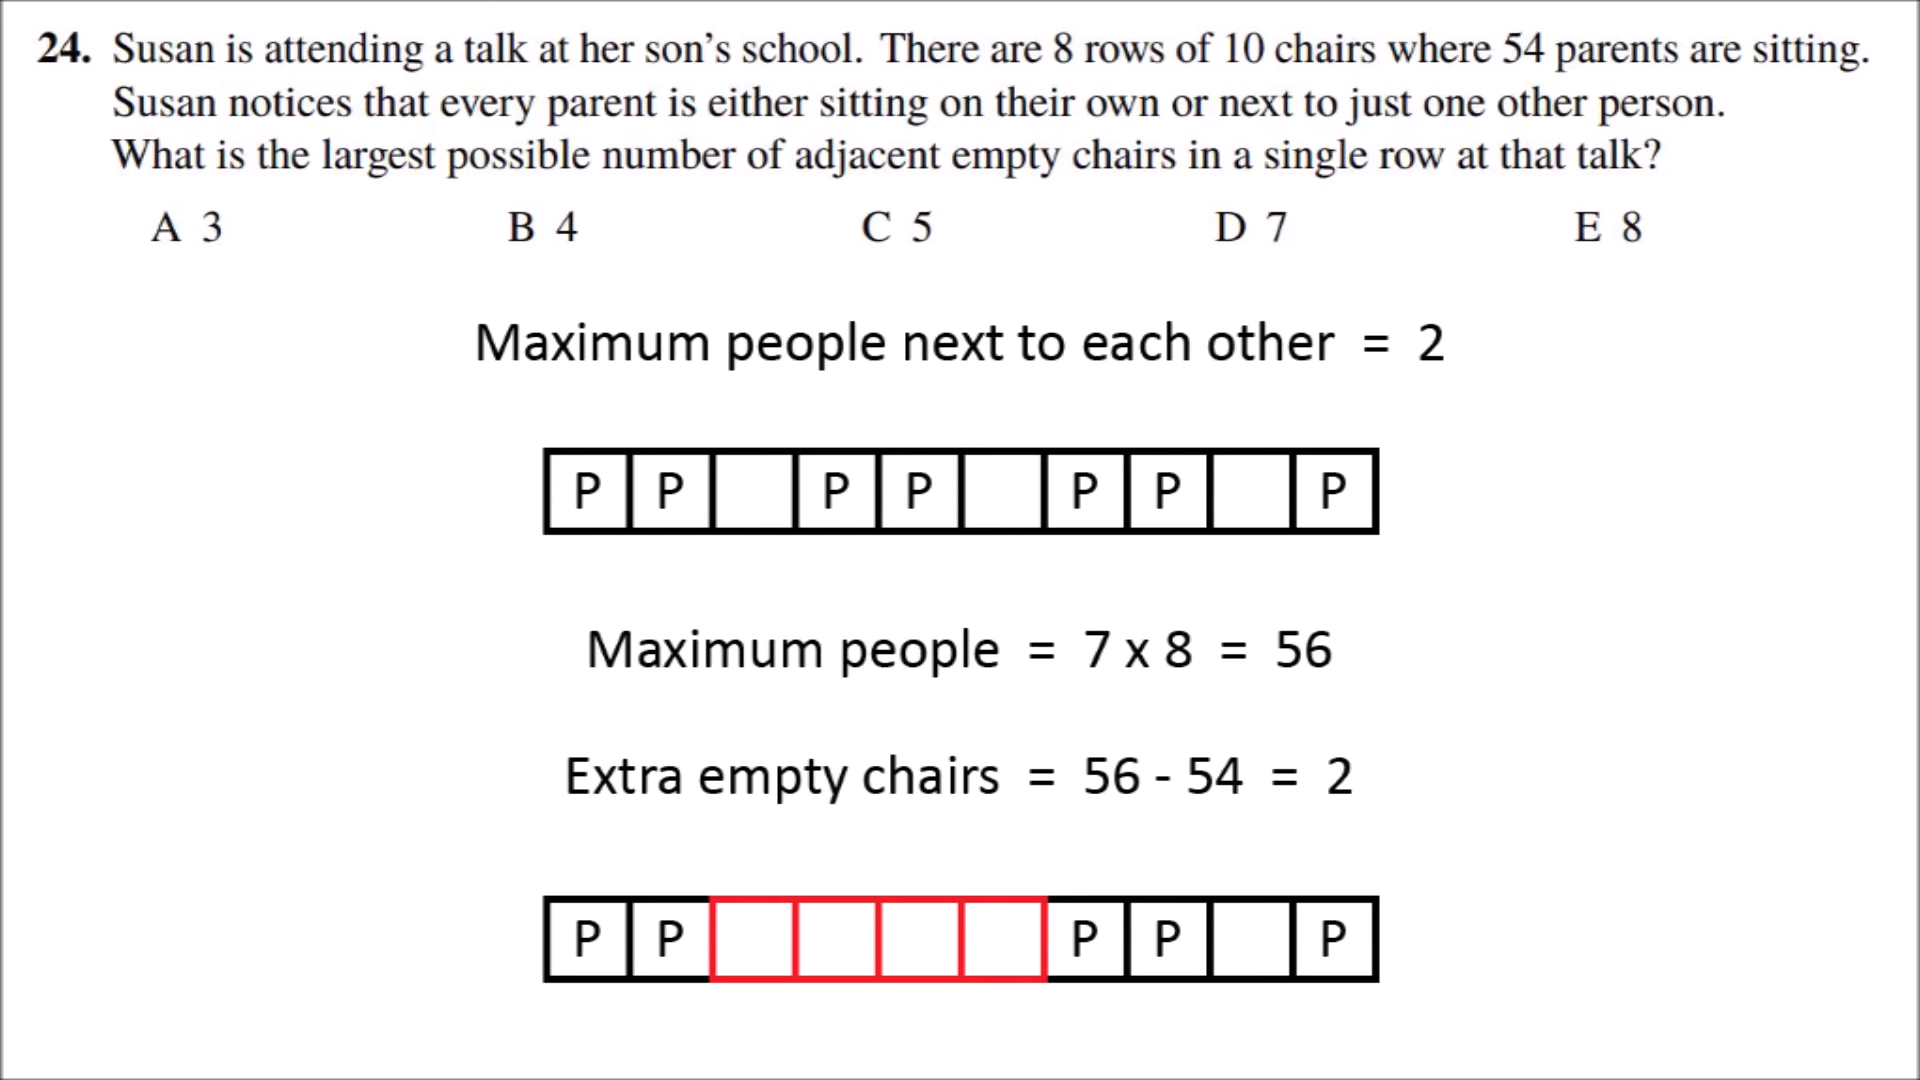 24. Susan is attending a talk at her son's school. There are 8 rows of 10 chairs where 54 parents are sitting.
Susan notices that every parent is either sitting on their own or next to just one other person.
What is the largest possible number of adjacent empty chairs in a single row at that talk?
A 3 B 4 C 5 D 7 E 8
Maximum people next to each other = 2
P P P P P P P
Maximum people = 7 x 8 = 56
Extra empty chairs = 56 - 54 = 2
P P P P P